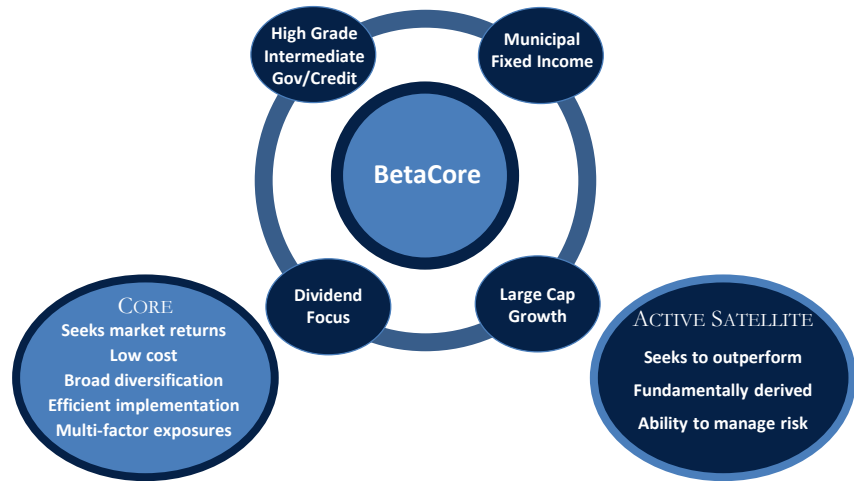 High Grade
Intermediate
Gov/Credit
Municipal
Fixed Income
BetaCore
Dividend
Focus
Large Cap
Growth
CORE
Seeks market returns
Low cost
Broad diversification
Efficient implementation
Multi-factor exposures
ACTIVE SATELLITE
Seeks to outperform
Fundamentally derived
Ability to manage risk